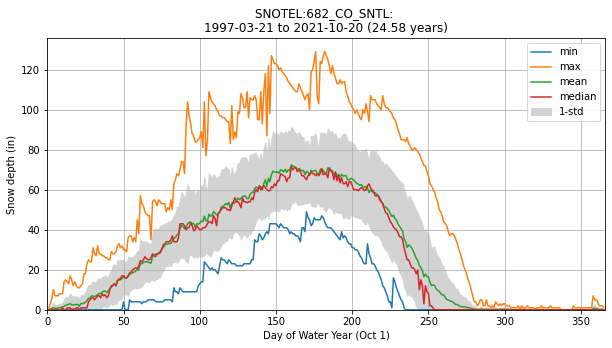 SNOTEL:682_CO_SNTL:
1997-03-21 to 2021-10-20 (24.58 years)
min
max
mean
median
1-std
Snow depth (in)
120
100
80
60
40
20
0
0
50
100
150
200
250
300
350
Day of Water Year (Oct 1)